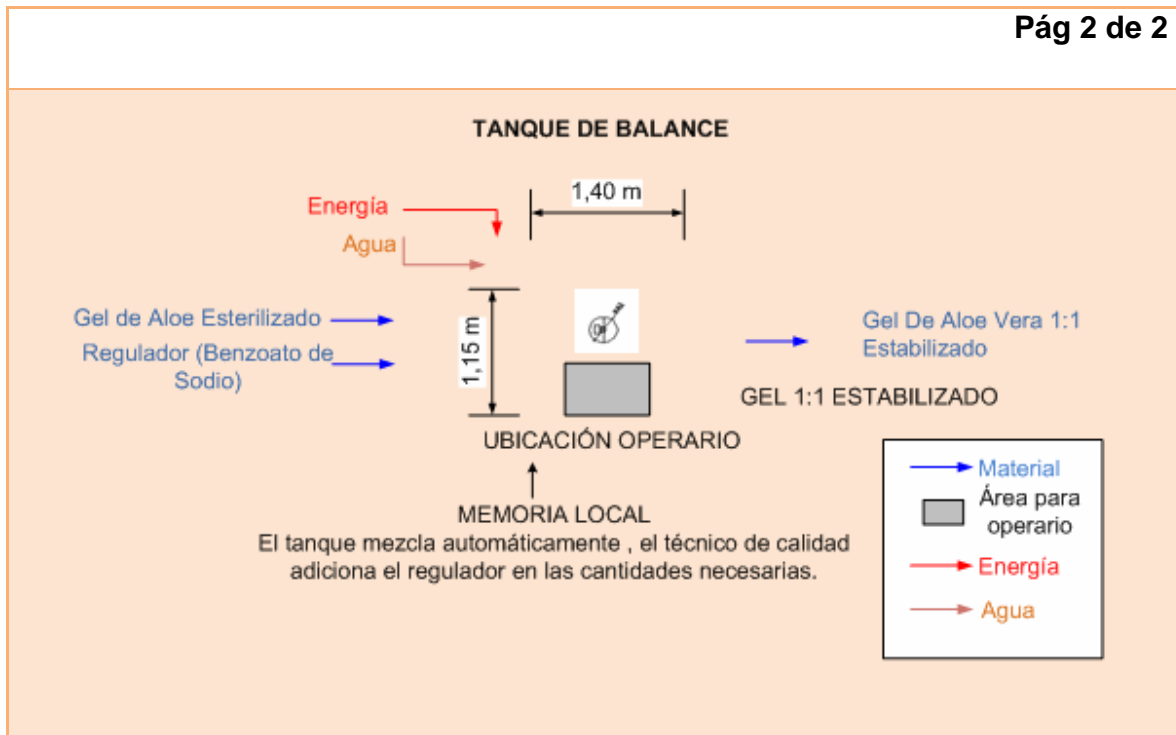 Pág 2 de 2
TANQUE DE BALANCE
1,40 m
Energía
Agua
Gel de Aloe Esterilizado
Regulador (Benzoato de
Sodio)
1,15 m
Gel De Aloe Vera 1:1
Estabilizado
GEL 1:1 ESTABILIZADO
UBICACIÓN OPERARIO
MEMORIA LOCAL
El tanque mezcla automáticamente , el técnico de calidad
adiciona el regulador en las cantidades necesarias.
Material
Área para
operario
Energía
Agua